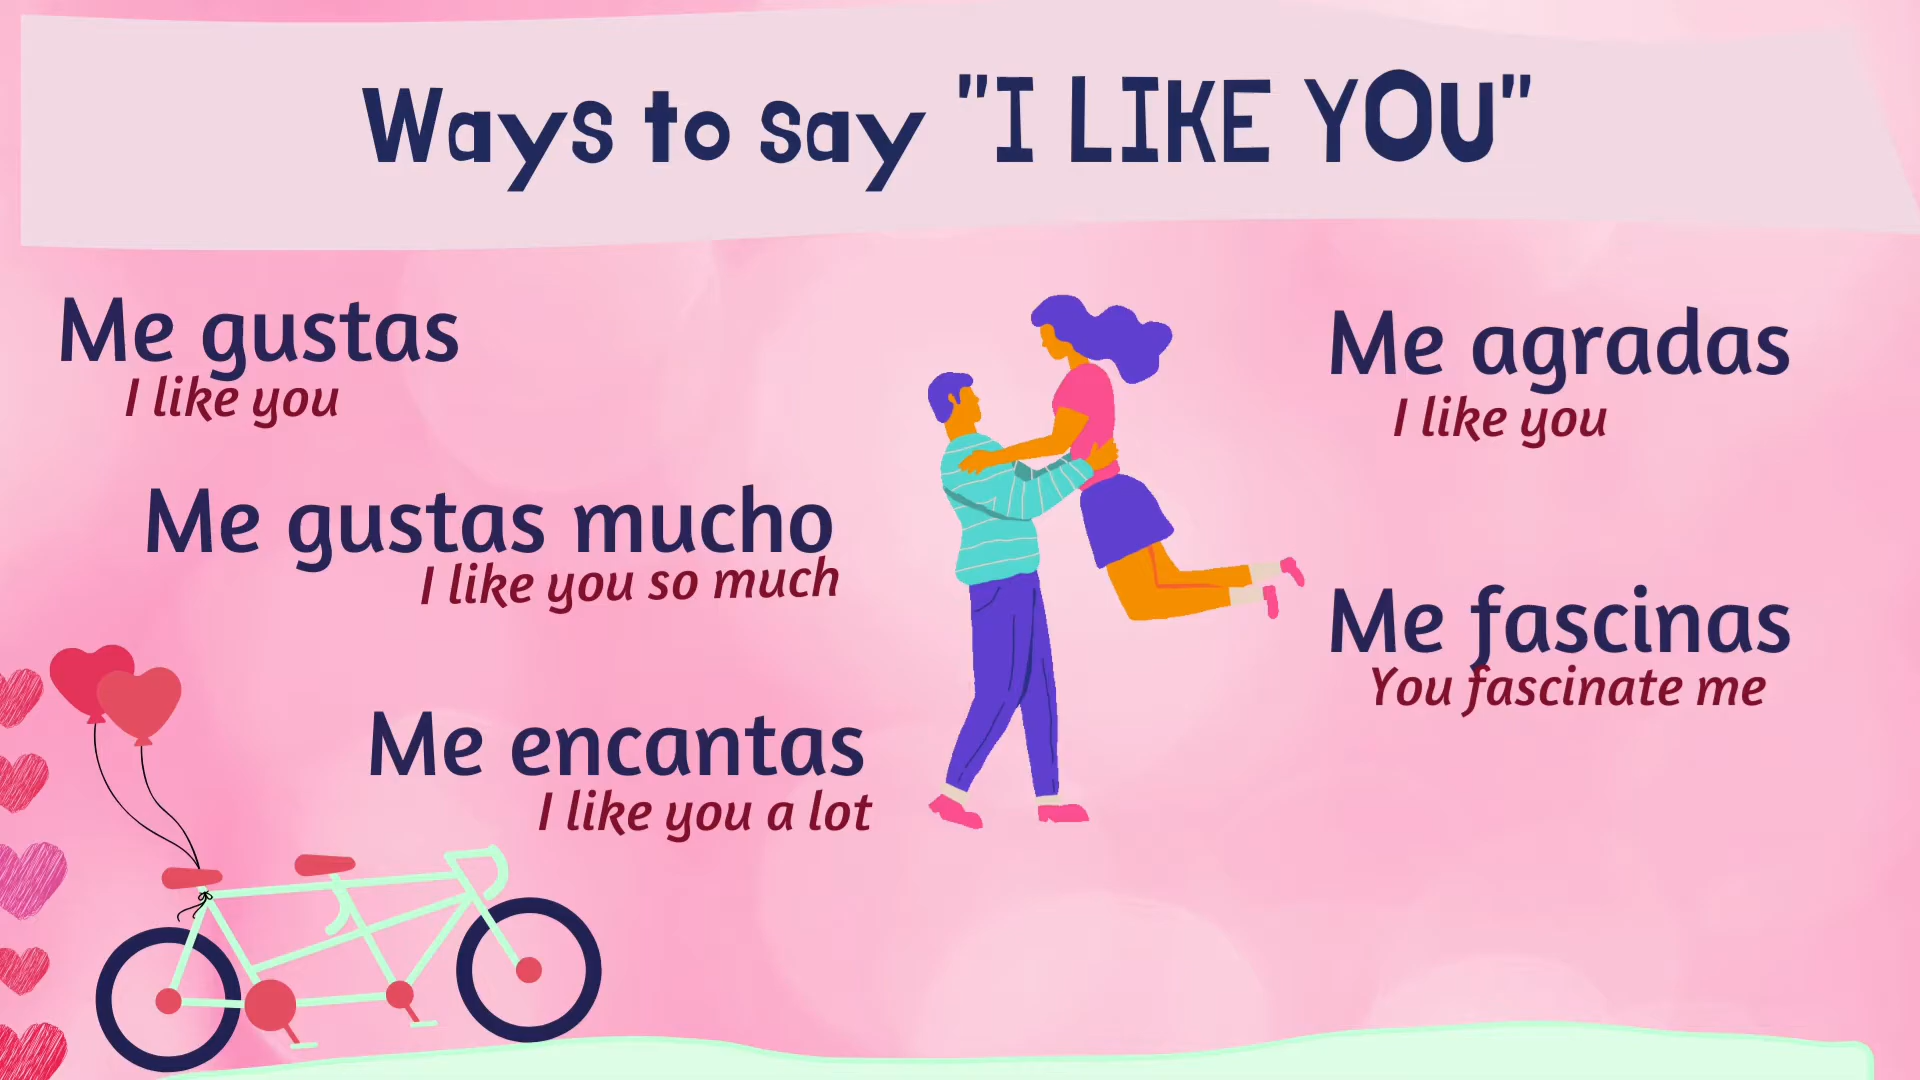 Ways to say "I LIKE YOU"
Me gustas
I like you
Me gustas mucho
I like you so much
Me encantas
I like you a lot
Me agradas
I like you
Me fascinas
You fascinate me